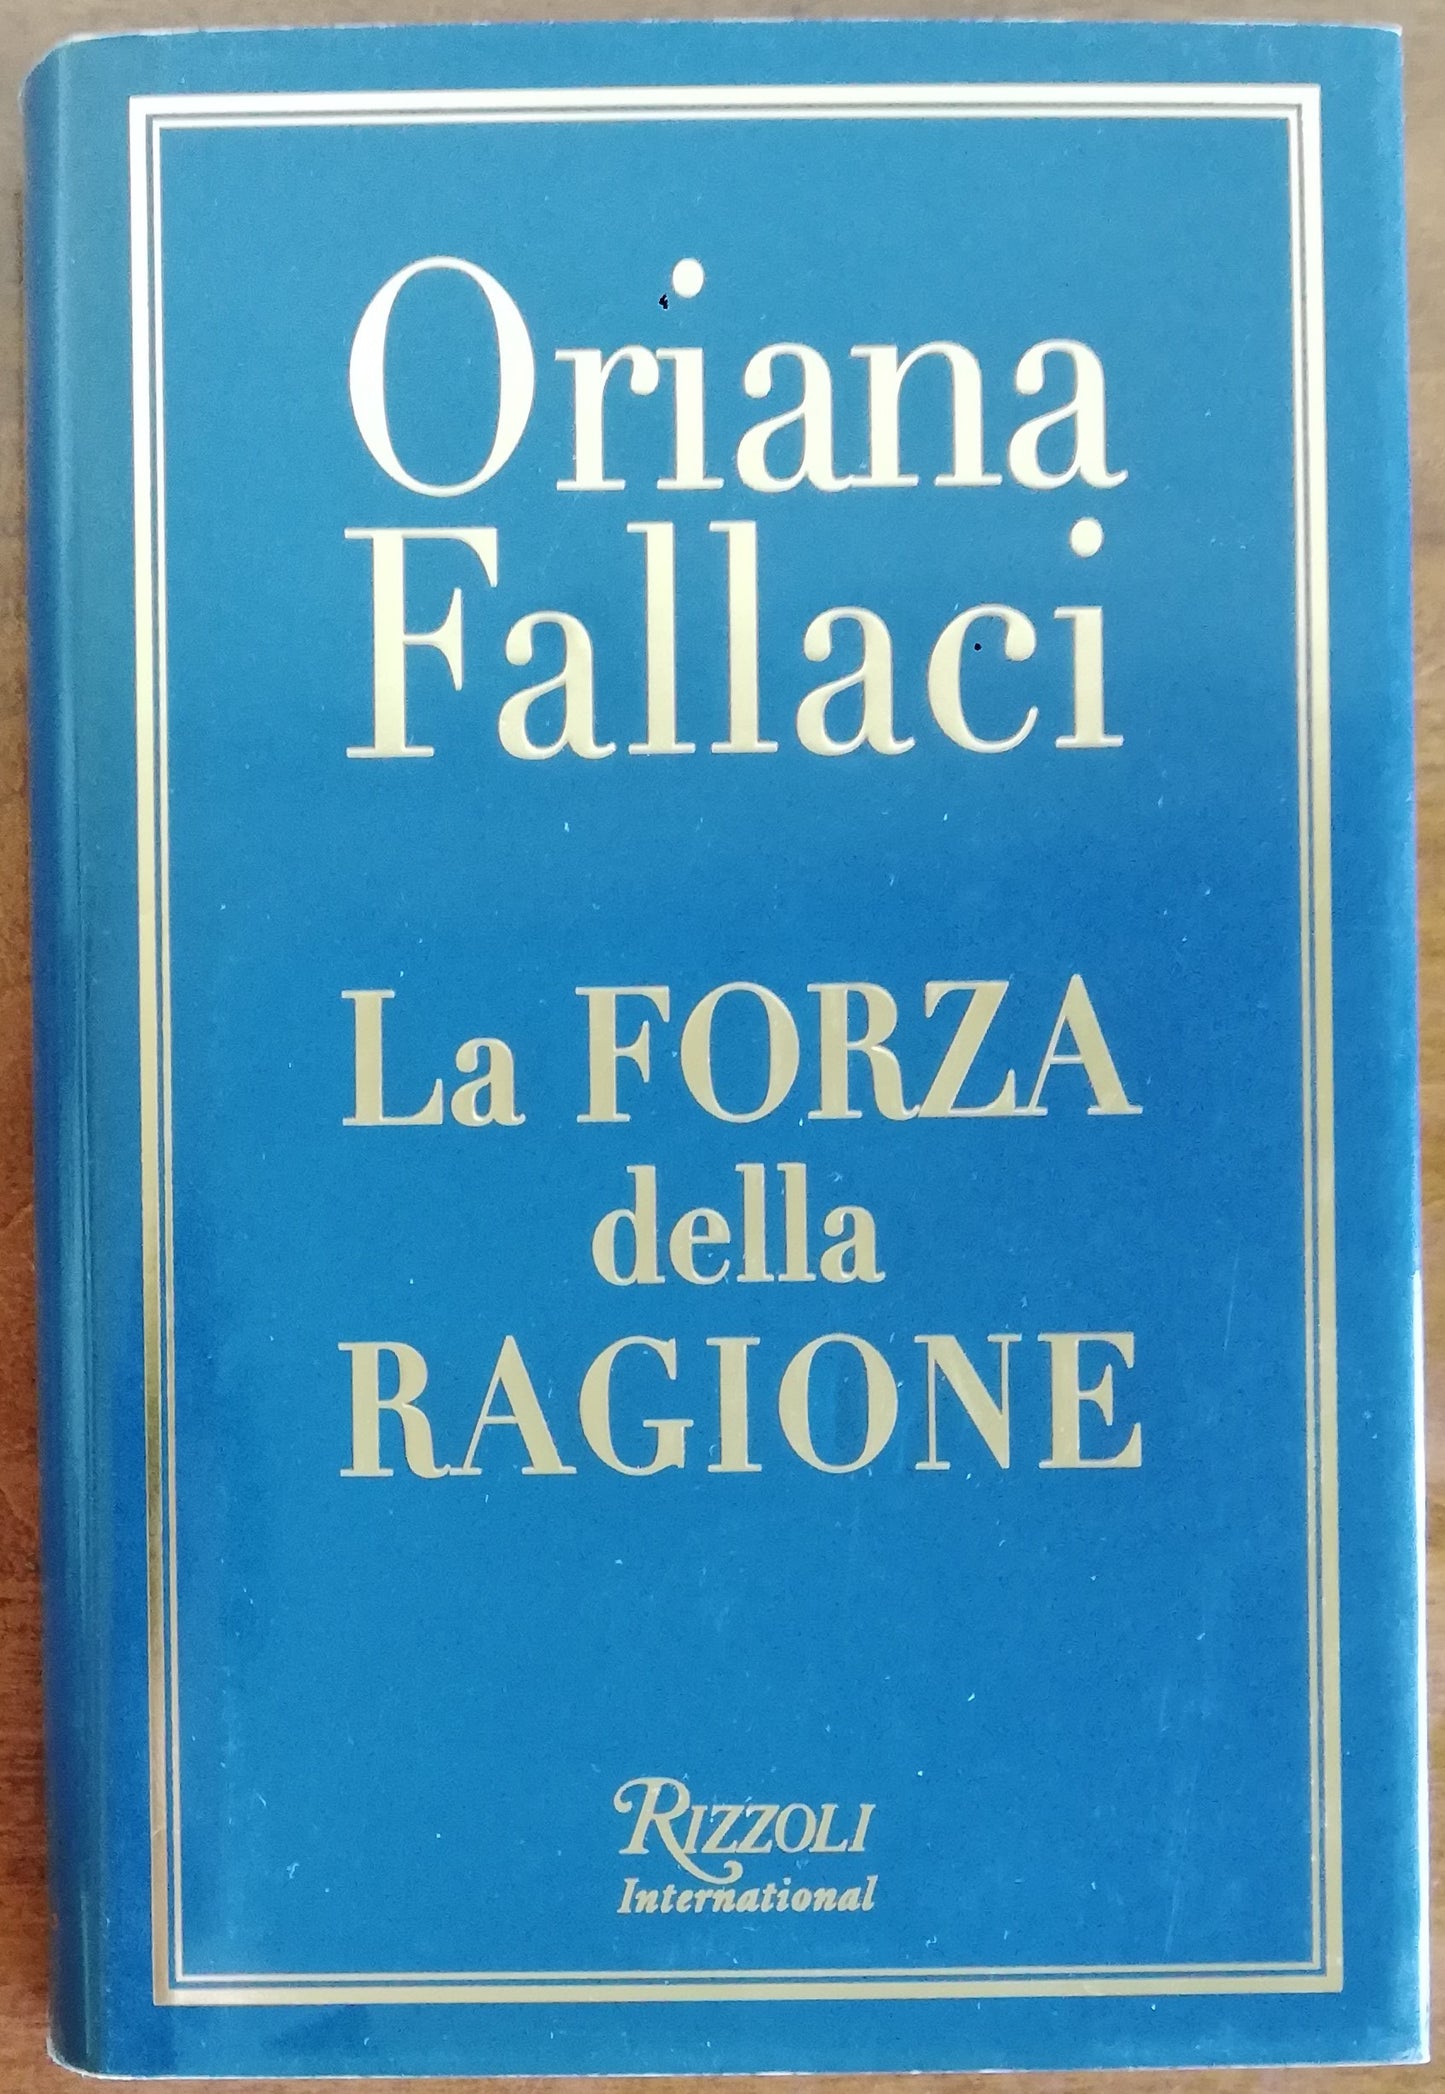 Oriana
Fallaci
La FORZA
della
RAGIONE
RIZZOLI
International